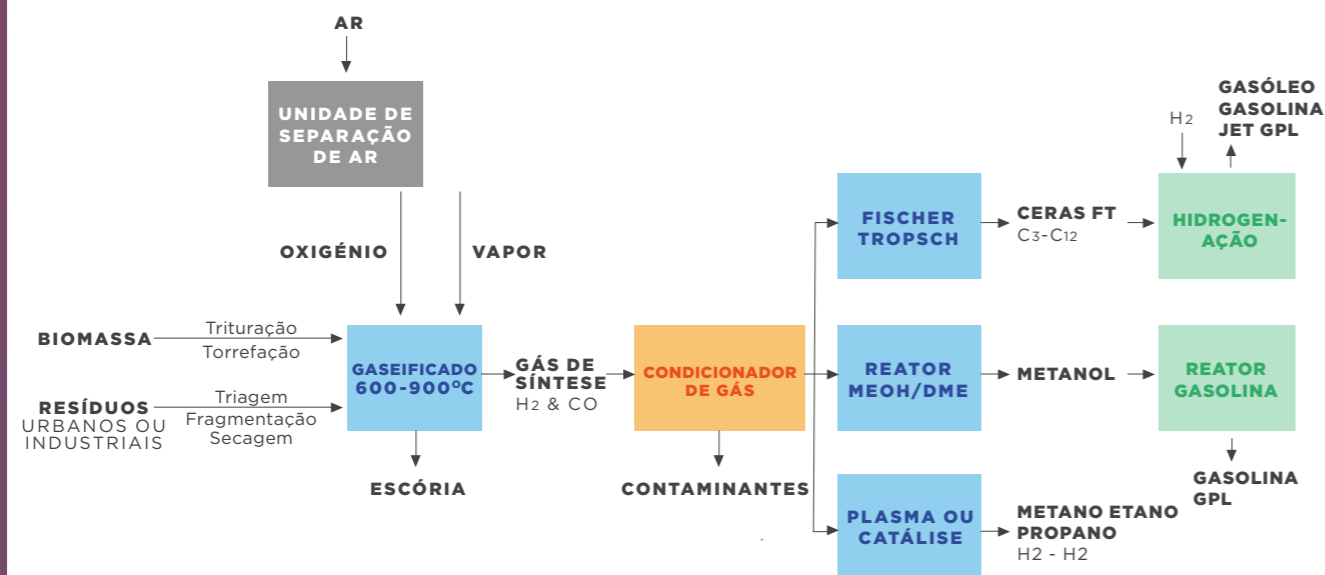 AR
UNIDADE DE
SEPARAÇÃO
DE AR
OXIGÉNIO
VAPOR
BIOMASSA
Trituração
Torrefação
RESÍDUOS
URBANOS OU
INDUSTRIAIS
Triagem
Fragmentação
Secagem
GASEIFICADO
600-900ºC
ESCÓRIA
GÁS DE
SÍNTESE
H2 & CO
CONDICIONADOR
DE GÁS
CONTAMINANTES
FISCHER
TROPSCH
CERAS FT
C3-C12
H2
GASÓLEO
GASOLINA
JET GPL
HIDROGEN-
AÇÃO
REATOR
MEOH/DME
METANOL
REATOR
GASOLINA
GASOLINA
GPL
PLASMA OU
CATÁLISE
METANO ETANO
PROPANO
H2 - H2